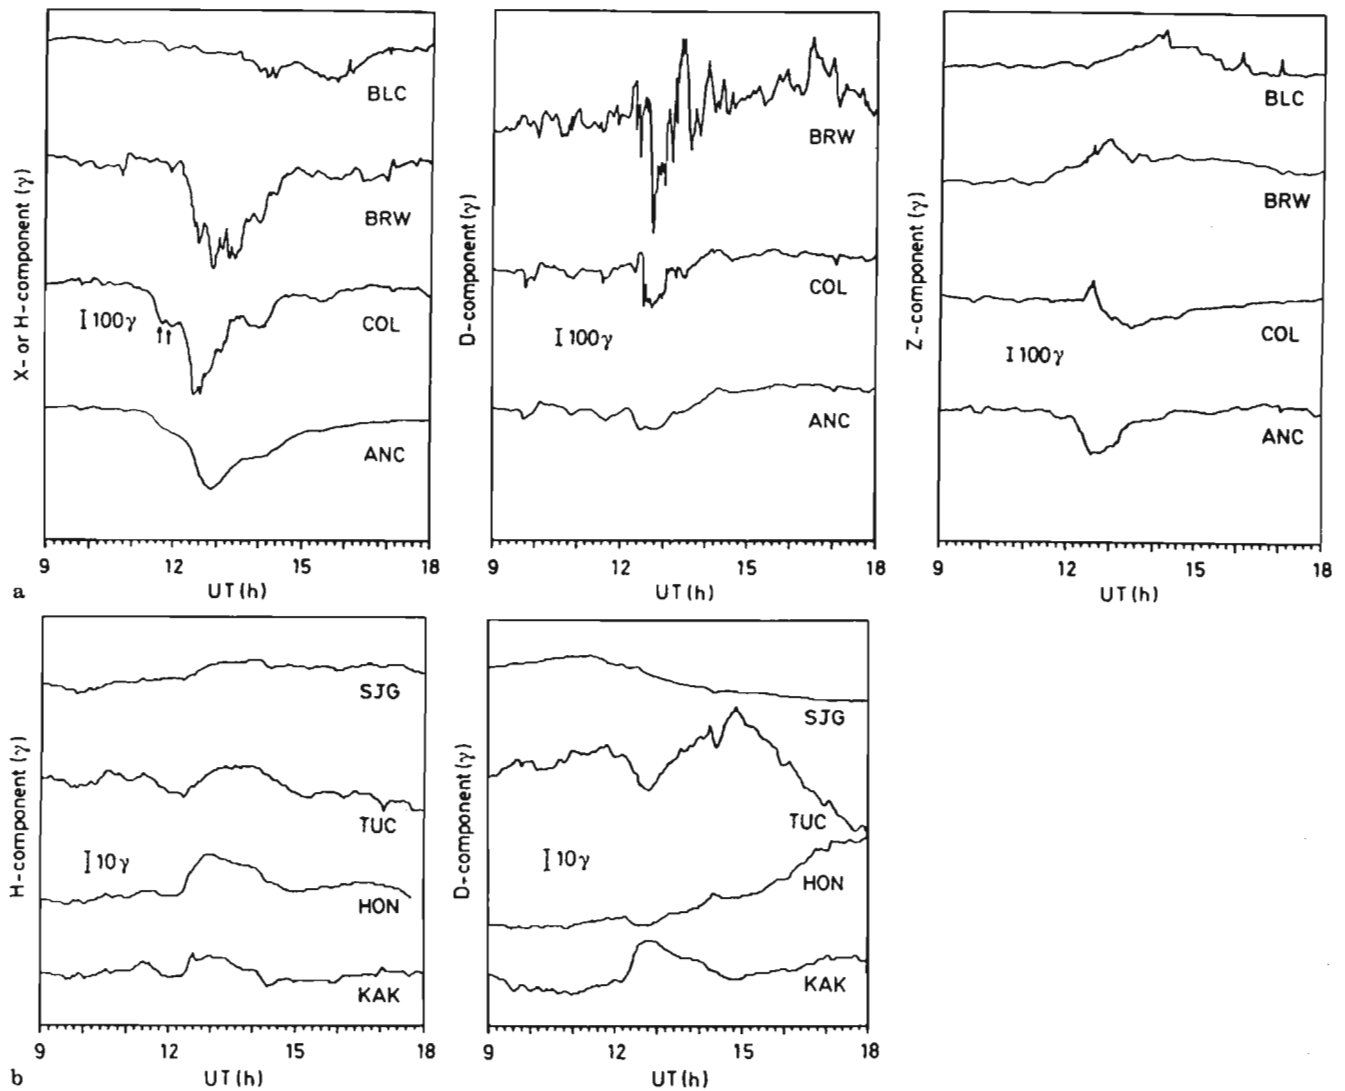 X- or H-component (γ)
BLC
BRW
COL
100γ
ANC
9 12 15 18
UT (h)
D-component (γ)
BRW
COL
100γ
ANC
9 12 15 18
UT (h)
Z-component (γ)
BLC
BRW
COL
100γ
ANC
9 12 15 18
UT (h)
a
H-component (γ)
SJG
TUC
10γ
HON
KAK
9 12 15 18
UT (h)
D-component (γ)
SJG
TUC
10γ
HON
KAK
9 12 15 18
UT (h)
b